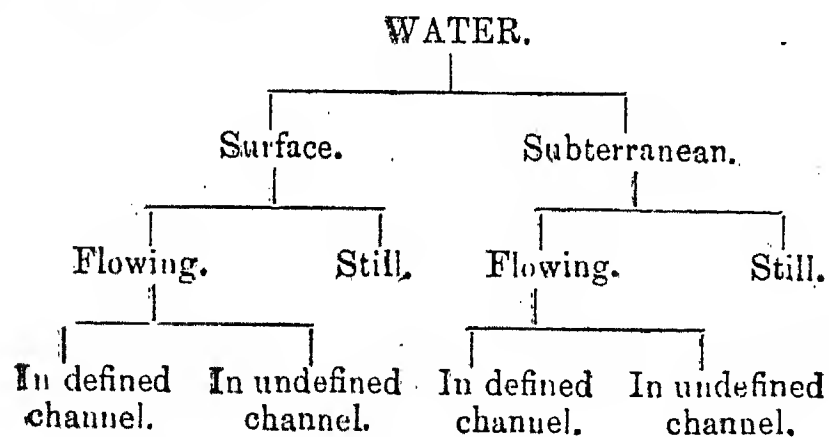 WATER.
Surface. Subterranean.
Flowing. Still. Flowing. Still.
In defined In undefined In defined In undefined
channel. channel. channel. channel.